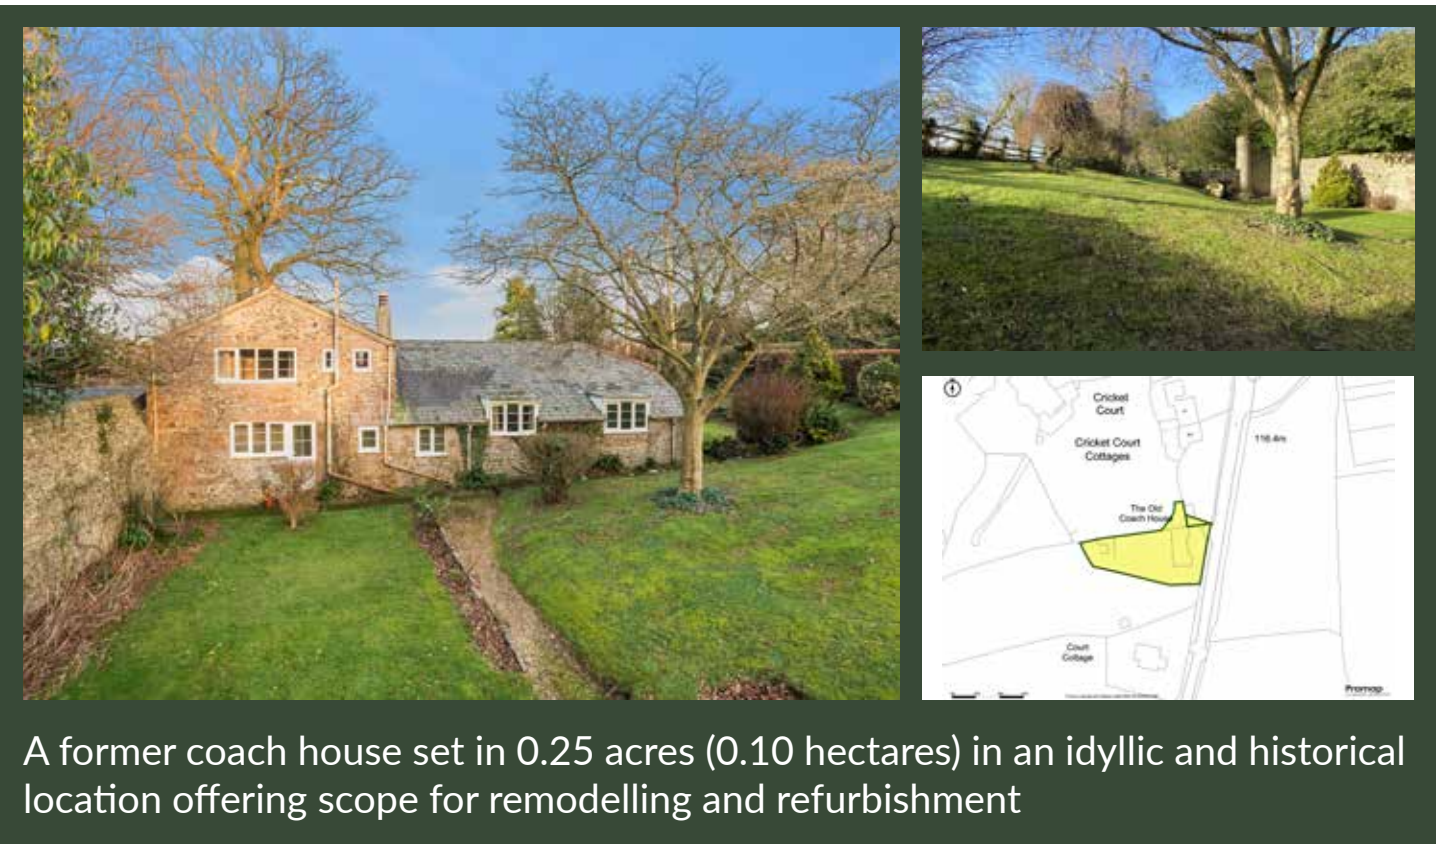 Cricket
Court
Cricket Court
Cottages
116.4m
The Old
Coach House
Court
Cottage
Promap
A former coach house set in 0.25 acres (0.10 hectares) in an idyllic and historical
location offering scope for remodelling and refurbishment